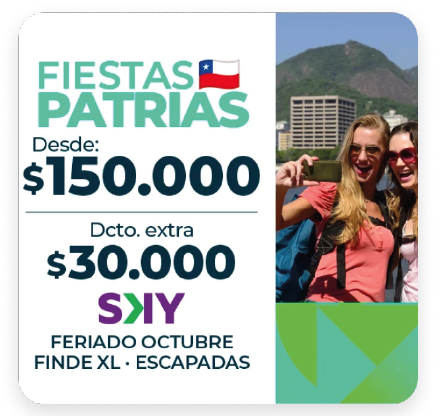 FIESTAS
PATRIAS
Desde:
$150.000
Dcto. extra
$30.000
SKY
FERIADO OCTUBRE
FINDE XL · ESCAPADAS